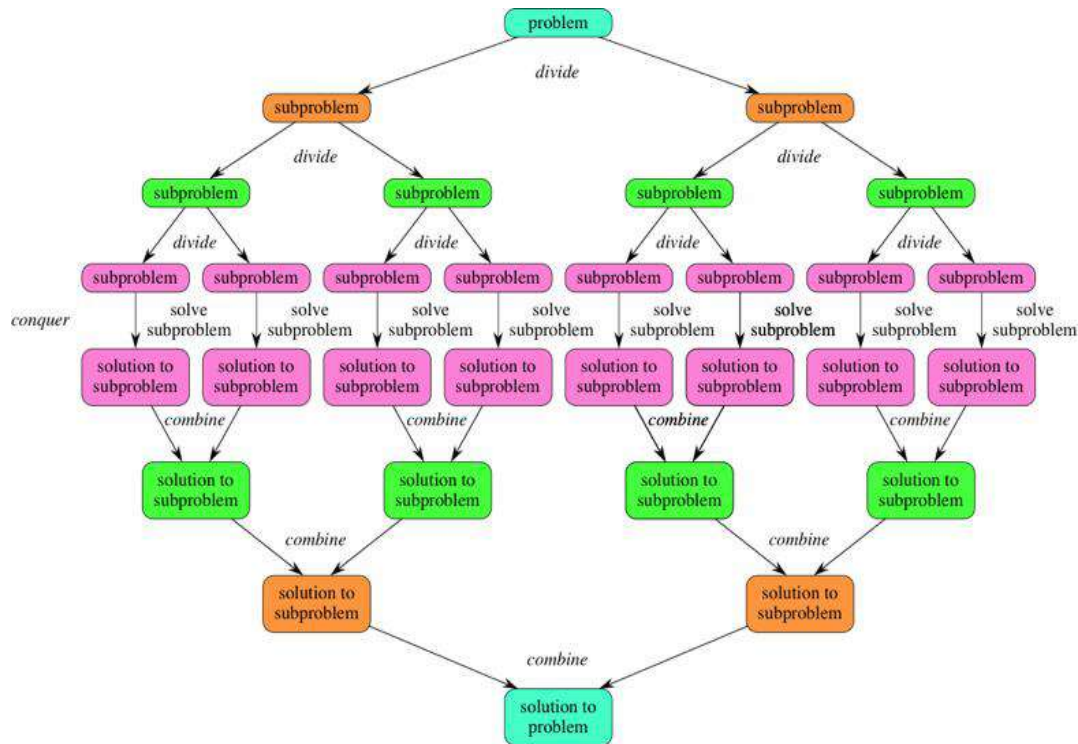 problem
divide
subproblem subproblem
divide divide
subproblem subproblem subproblem subproblem
divide divide divide divide
subproblem subproblem subproblem subproblem subproblem subproblem subproblem subproblem
conquer
solve solve solve solve solve solve solve solve
subproblem subproblem subproblem subproblem subproblem subproblem subproblem subproblem
solution to solution to solution to solution to solution to solution to solution to solution to
subproblem subproblem subproblem subproblem subproblem subproblem subproblem subproblem
combine combine combine combine
solution to solution to solution to solution to
subproblem subproblem subproblem subproblem
combine combine
solution to solution to
subproblem subproblem
combine
solution to
problem